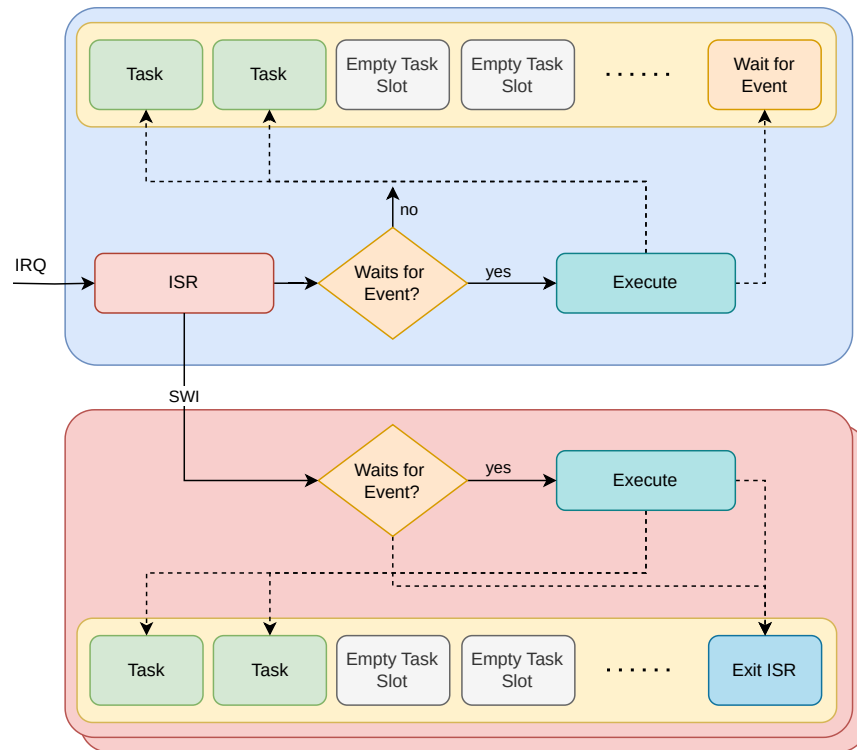 Task
Task
Empty Task
Slot
Empty Task
Slot
· · · · · ·
Wait for
Event
no
IRQ
ISR
Waits for
Event?
yes
Execute
SWI
Waits for
Event?
yes
Execute
Task
Task
Empty Task
Slot
Empty Task
Slot
· · · · · ·
Exit ISR